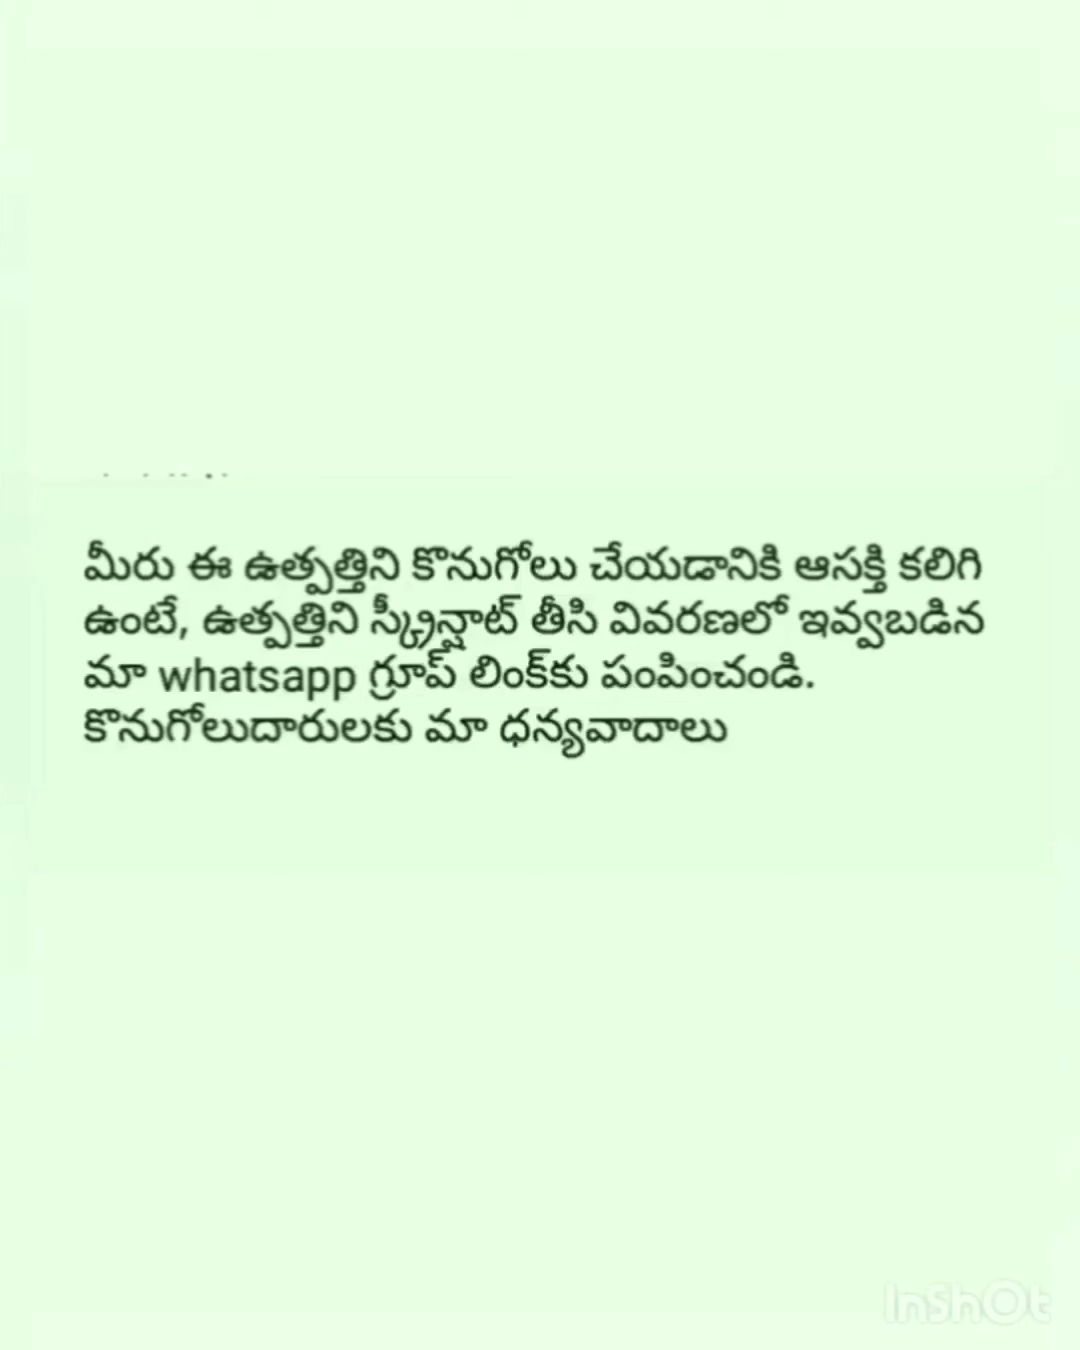 మీరు ఈ ఉత్పత్తిని కొనుగోలు చేయడానికి ఆసక్తి కలిగి
ఉంటే, ఉత్పత్తిని స్క్రీన్షాట్ తీసి వివరణలో ఇవ్వబడిన
మా whatsapp గ్రూప్ లింక్‌కు పంపించండి.
కొనుగోలుదారులకు మా ధన్యవాదాలు
InShOt